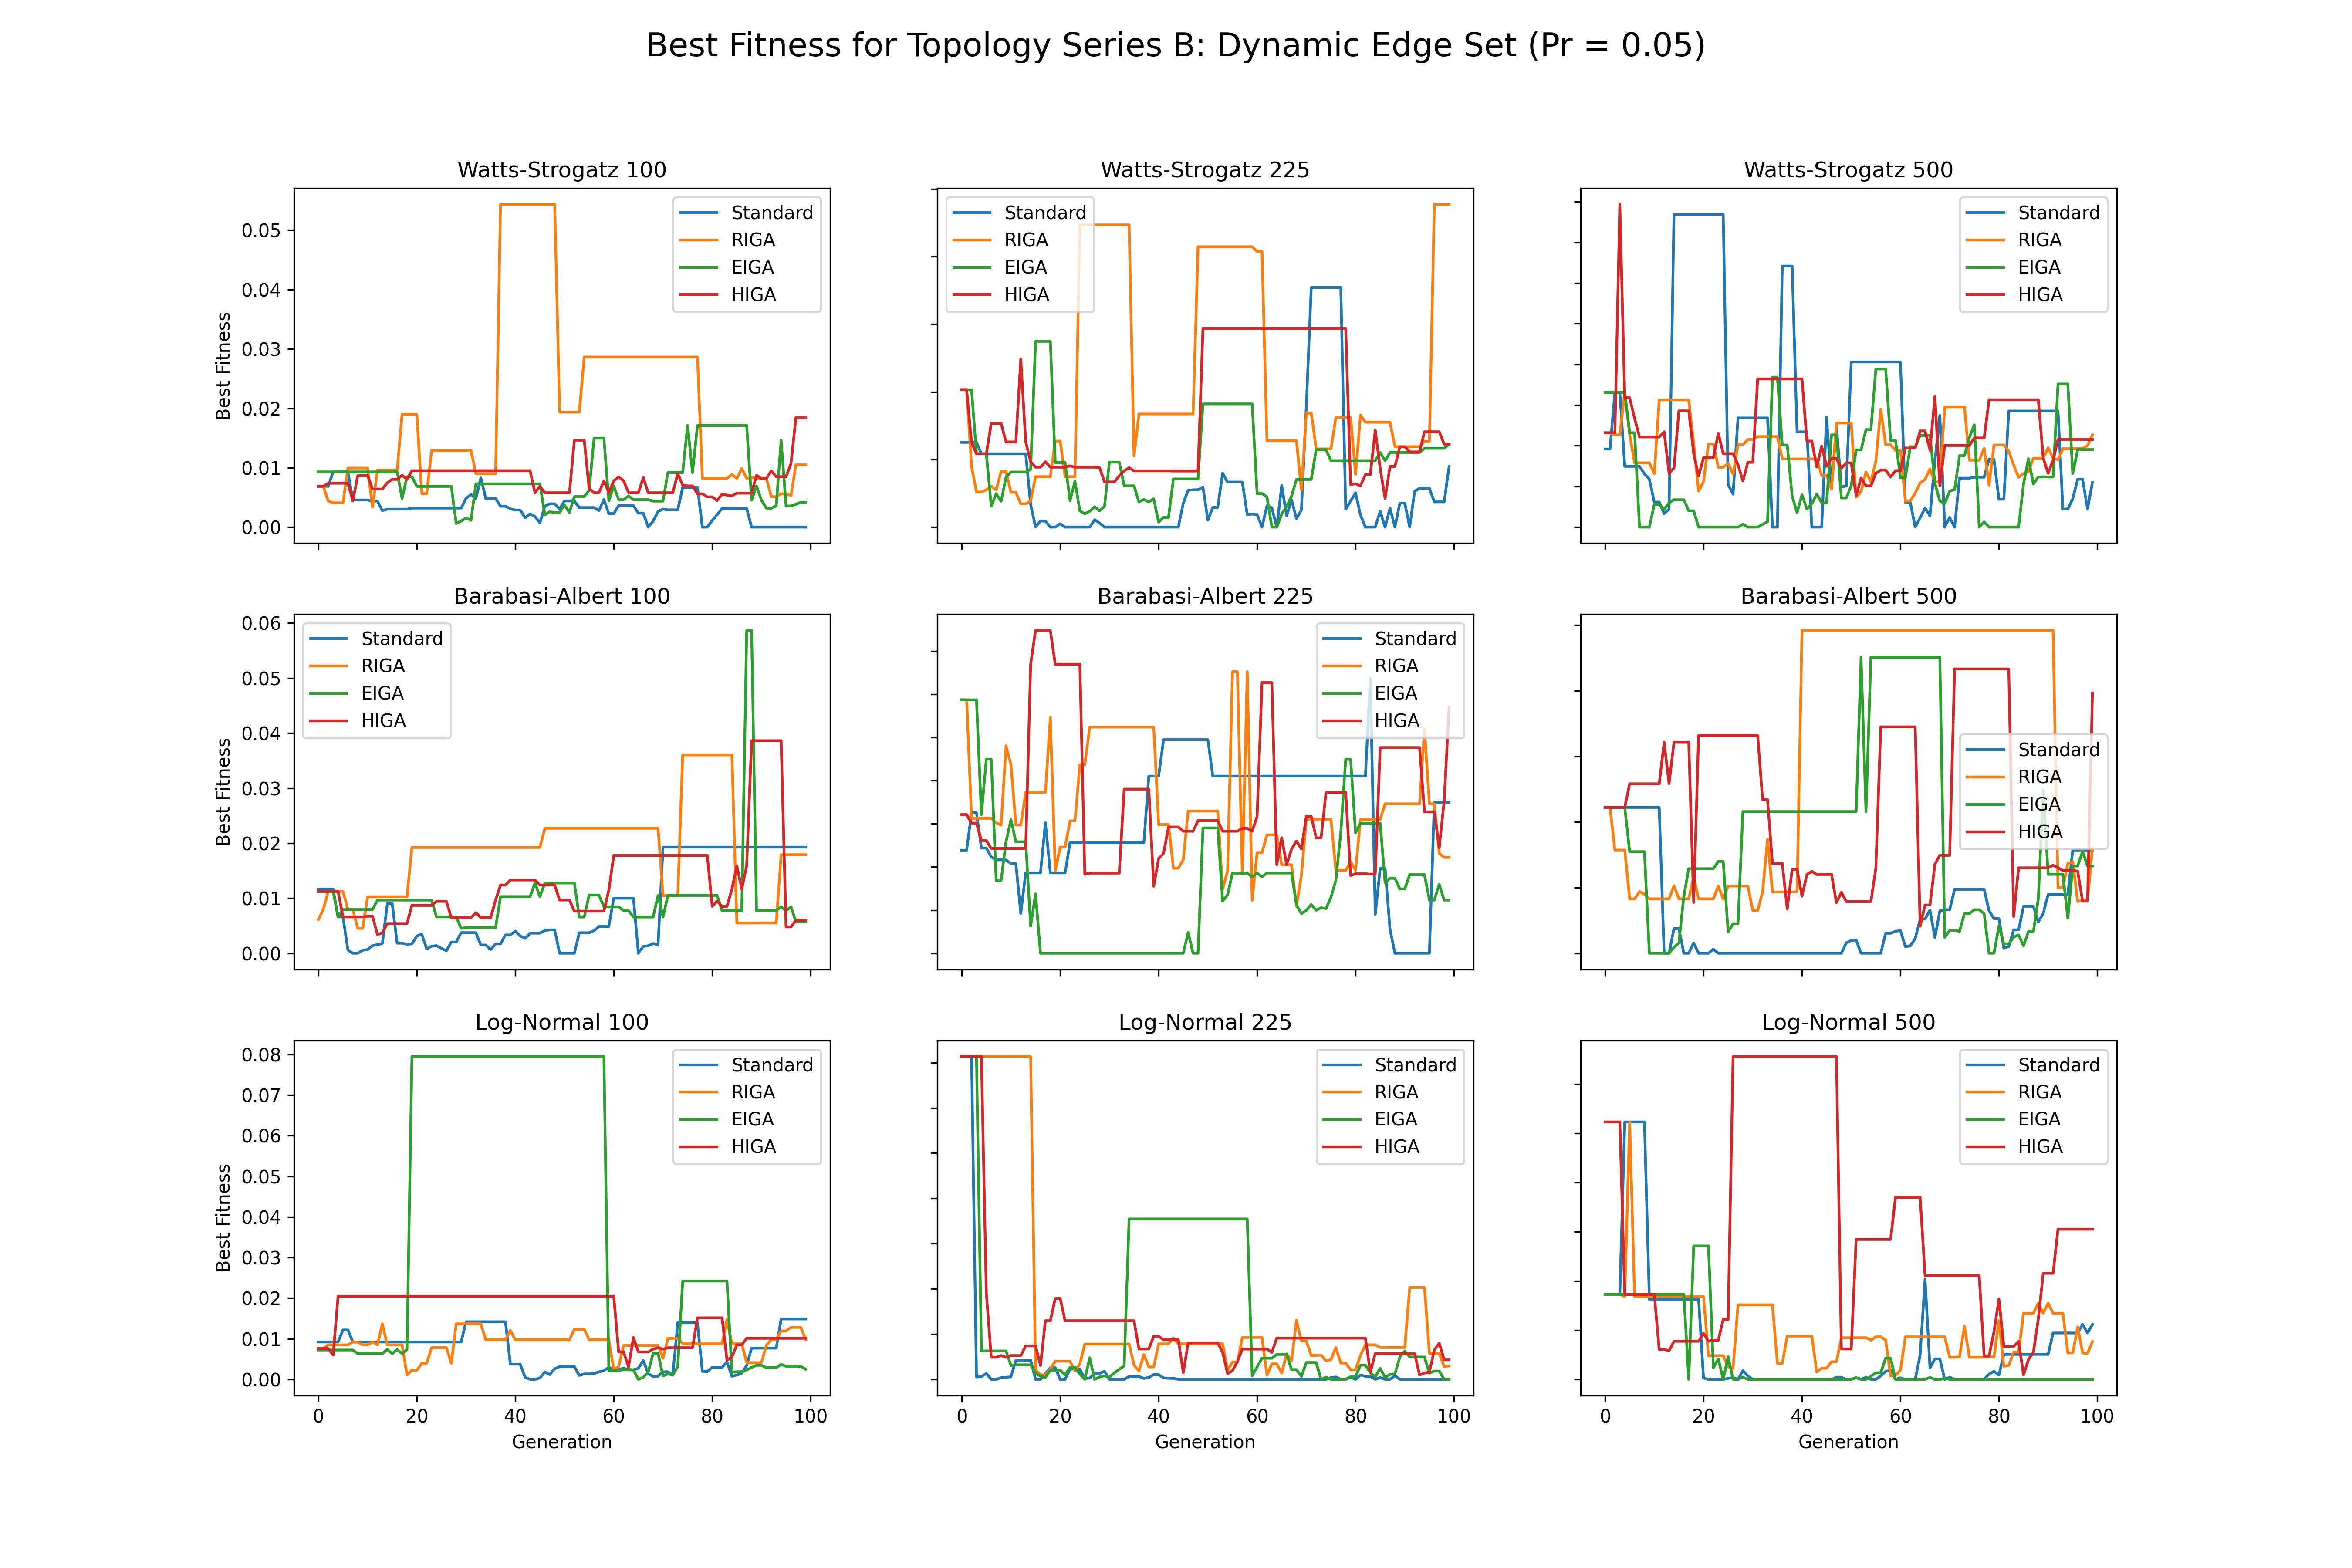 Best Fitness for Topology Series B: Dynamic Edge Set (Pr = 0.05)
Watts-Strogatz 100
Best Fitness
0.05
0.04
0.03
0.02
0.01
0.00
Standard
RIGA
EIGA
HIGA
Watts-Strogatz 225
Standard
RIGA
EIGA
HIGA
Watts-Strogatz 500
Standard
RIGA
EIGA
HIGA
Barabasi-Albert 100
Best Fitness
0.06
0.05
0.04
0.03
0.02
0.01
0.00
Standard
RIGA
EIGA
HIGA
Barabasi-Albert 225
Standard
RIGA
EIGA
HIGA
Barabasi-Albert 500
Standard
RIGA
EIGA
HIGA
Log-Normal 100
Best Fitness
0.08
0.07
0.06
0.05
0.04
0.03
0.02
0.01
0.00
Standard
RIGA
EIGA
HIGA
0 20 40 60 80 100
Generation
Log-Normal 225
Standard
RIGA
EIGA
HIGA
0 20 40 60 80 100
Generation
Log-Normal 500
Standard
RIGA
EIGA
HIGA
0 20 40 60 80 100
Generation